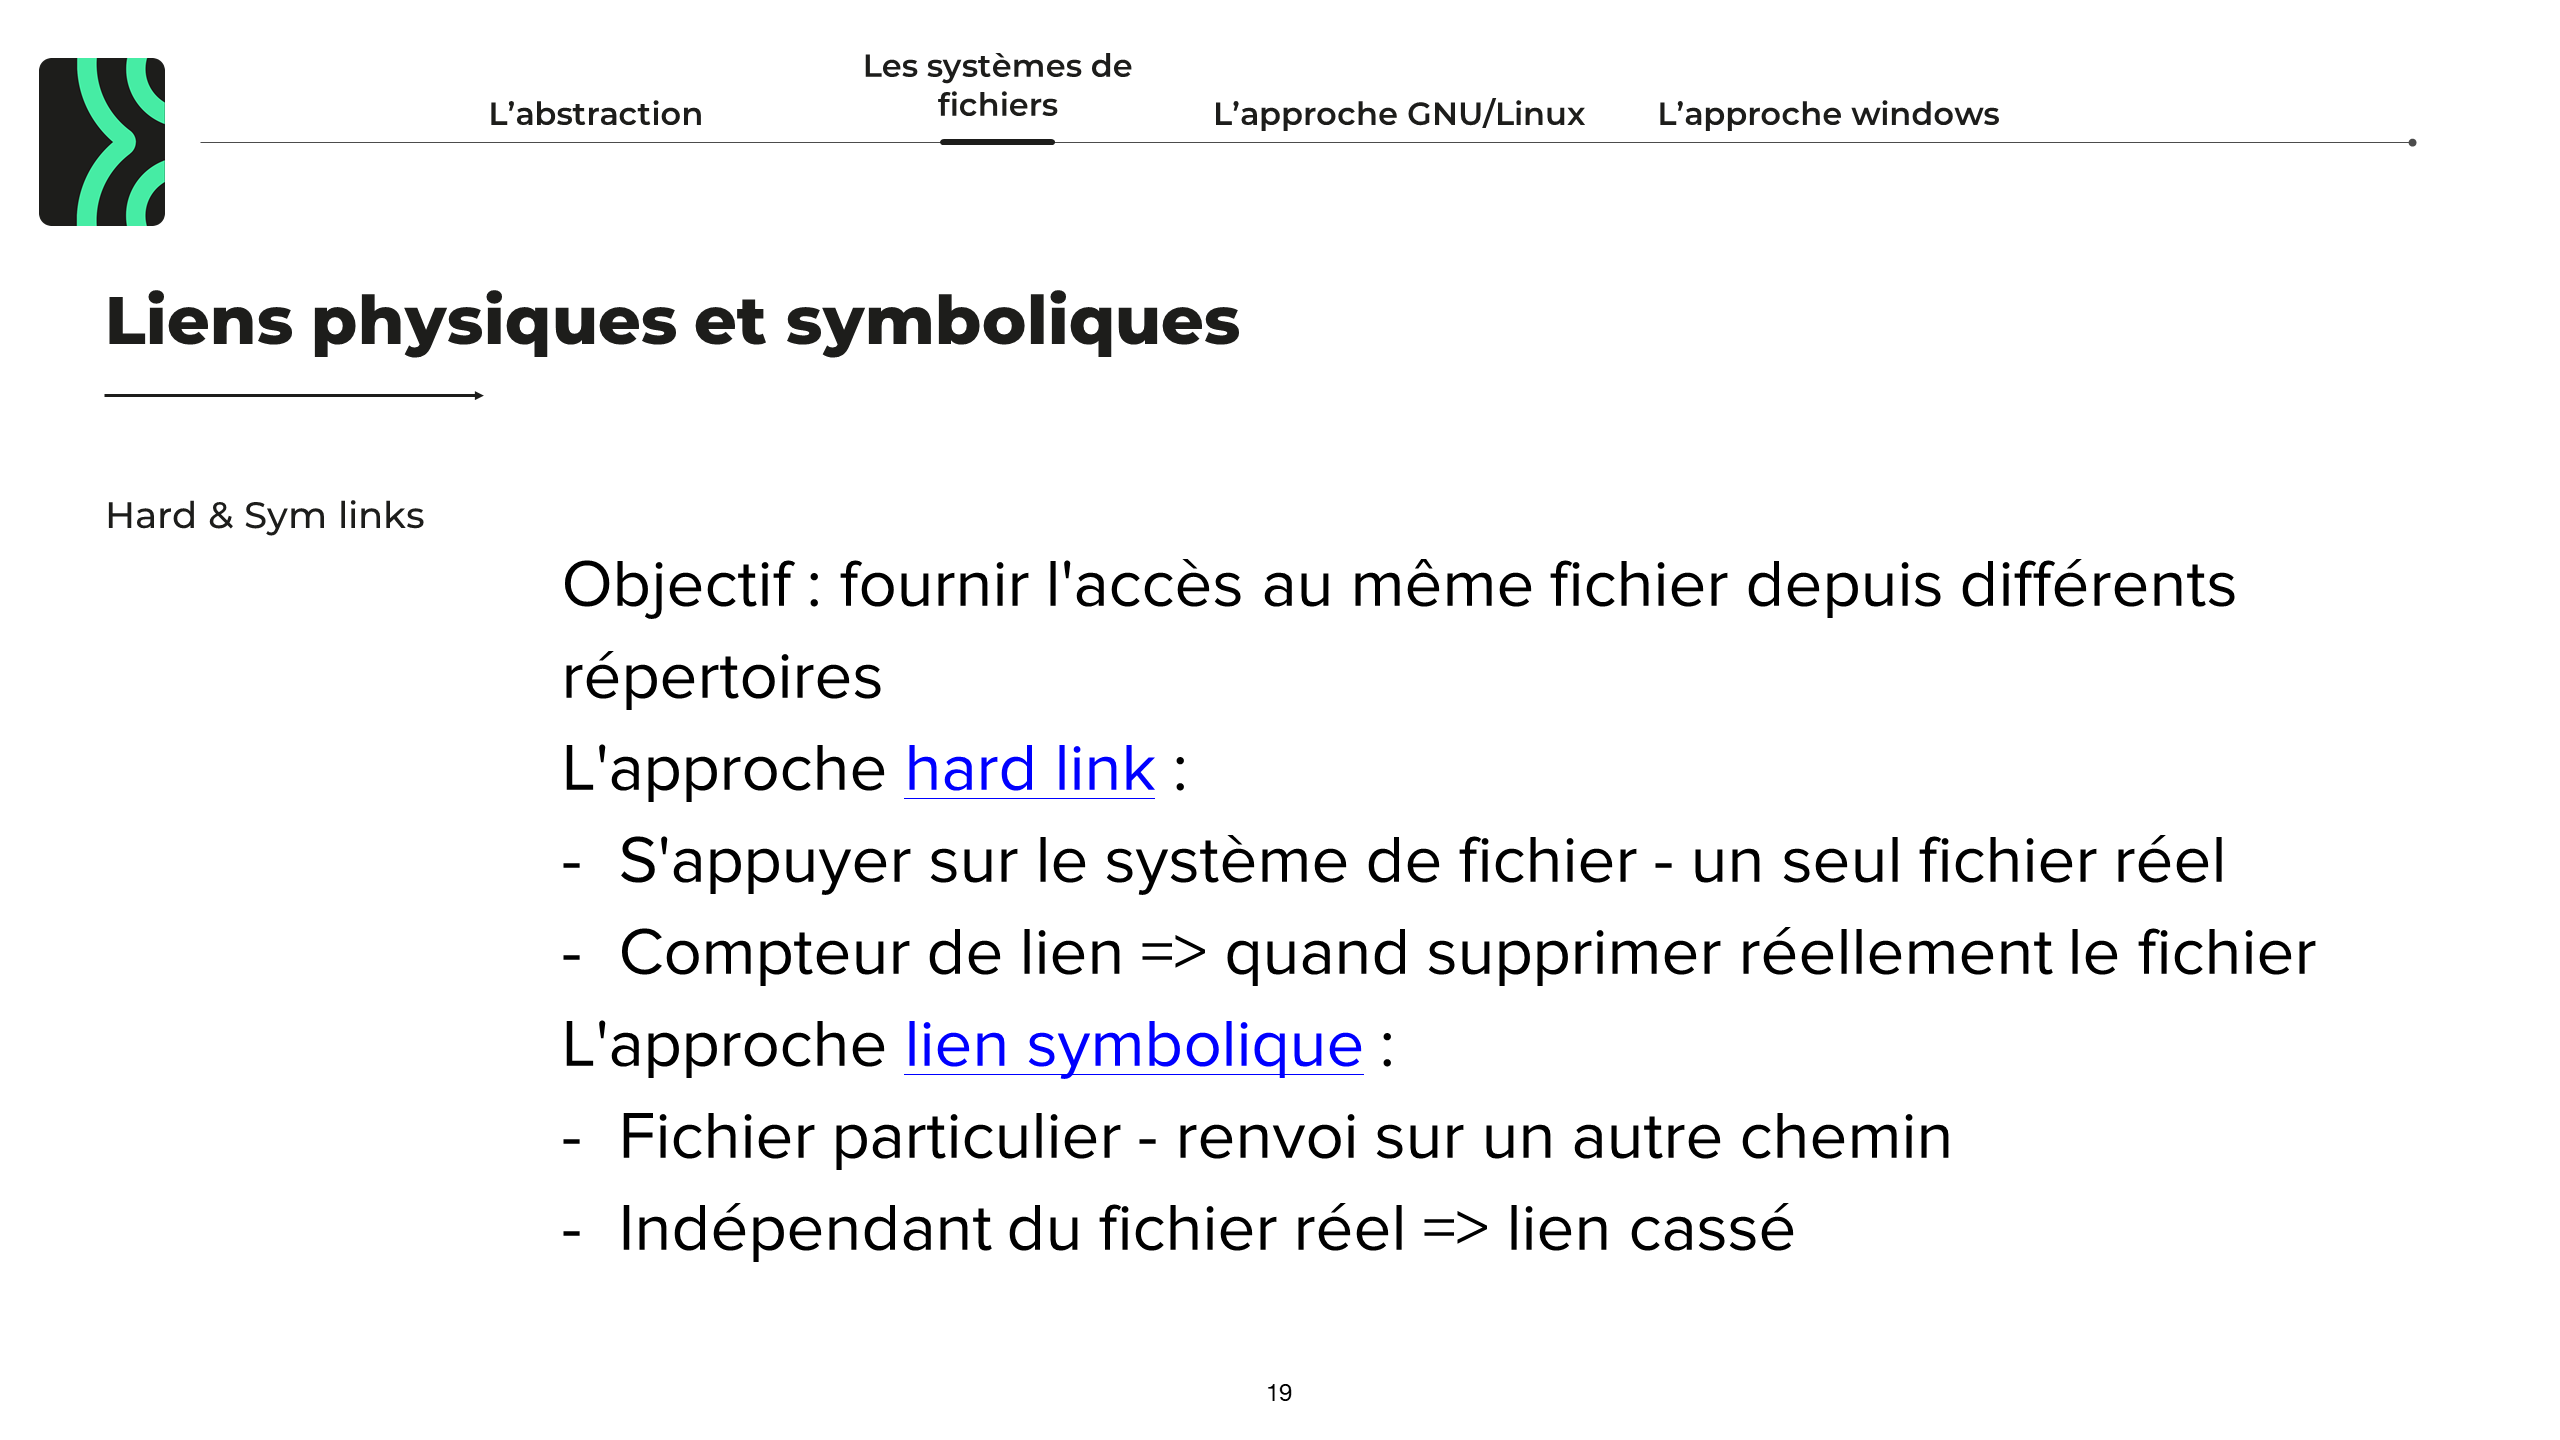 L’abstraction
Les systèmes de
fichiers
L’approche GNU/Linux
L’approche windows
Liens physiques et symboliques
Hard & Sym links
Objectif : fournir l'accès au même fichier depuis différents
répertoires
L'approche hard link :
- S'appuyer sur le système de fichier - un seul fichier réel
- Compteur de lien => quand supprimer réellement le fichier
L'approche lien symbolique :
- Fichier particulier - renvoi sur un autre chemin
- Indépendant du fichier réel => lien cassé
19